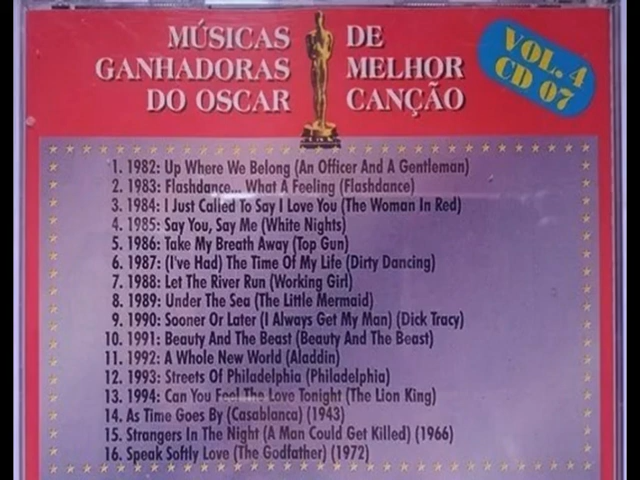 MÚSICAS DE
GANHADORAS MELHOR
DO OSCAR CANÇÃO
VOL. 4
CD 07
1. 1982: Up Where We Belong (An Officer And A Gentleman)
2. 1983: Flashdance... What A Feeling (Flashdance)
3. 1984: I Just Called To Say I Love You (The Woman In Red)
4. 1985: Say You, Say Me (White Nights)
5. 1986: Take My Breath Away (Top Gun)
6. 1987: (I've Had) The Time Of My Life (Dirty Dancing)
7. 1988: Let The River Run (Working Girl)
8. 1989: Under The Sea (The Little Mermaid)
9. 1990: Sooner Or Later (I Always Get My Man) (Dick Tracy)
10. 1991: Beauty And The Beast (Beauty And The Beast)
11. 1992: A Whole New World (Aladdin)
12. 1993: Streets Of Philadelphia (Philadelphia)
13. 1994: Can You Feel The Love Tonight (The Lion King)
14. As Time Goes By (Casablanca) (1943)
15. Strangers In The Night (A Man Could Get Killed) (1966)
16. Speak Softly Love (The Godfather) (1972)